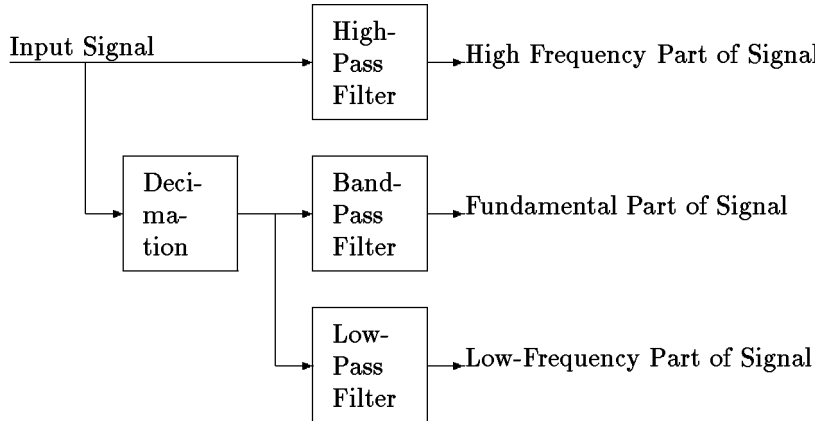 Input Signal
High-
Pass
Filter
High Frequency Part of Signal
Deci-
ma-
tion
Band-
Pass
Filter
Fundamental Part of Signal
Low-
Pass
Filter
Low-Frequency Part of Signal